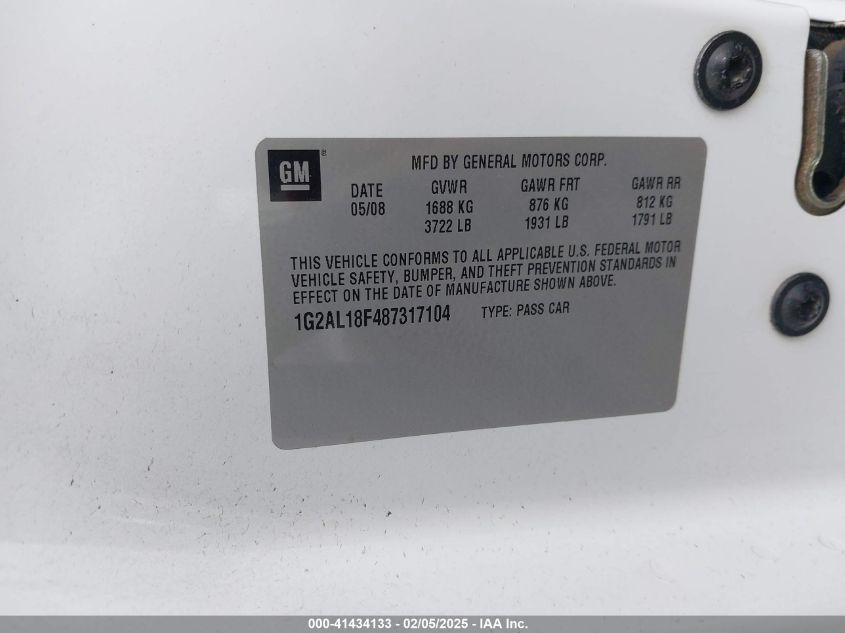 GM ®
MFD BY GENERAL MOTORS CORP.
DATE GVWR GAWR FRT GAWR RR
05/08 1688 KG 876 KG 812 KG
3722 LB 1931 LB 1791 LB
THIS VEHICLE CONFORMS TO ALL APPLICABLE U.S. FEDERAL MOTOR
VEHICLE SAFETY, BUMPER, AND THEFT PREVENTION STANDARDS IN
EFFECT ON THE DATE OF MANUFACTURE SHOWN ABOVE.
1G2AL18F487317104 TYPE: PASS CAR
000-41434133 - 02/05/2025 - IAA Inc.